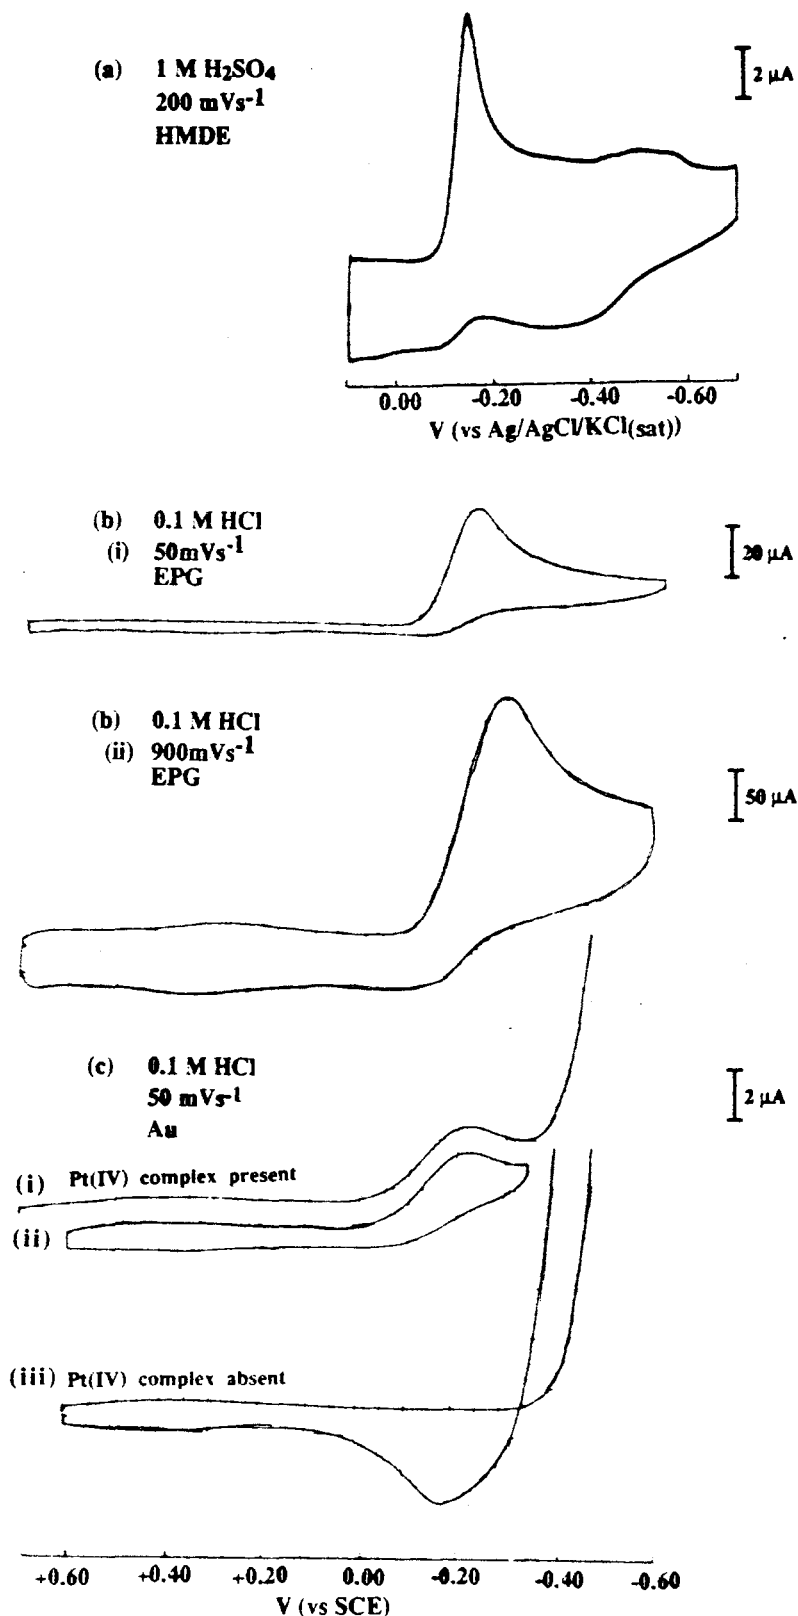 (a) 1 M H₂SO₄
200 mVs⁻¹
HMDE
2 µA
0.00 -0.20 -0.40 -0.60
V (vs Ag/AgCl/KCl(sat))
(b) 0.1 M HCl
(i) 50mVs⁻¹
EPG
20 µA
(b) 0.1 M HCl
(ii) 900mVs⁻¹
EPG
50 µA
(c) 0.1 M HCl
50 mVs⁻¹
Au
2 µA
(i) Pt(IV) complex present
(ii)
(iii) Pt(IV) complex absent
+0.60 +0.40 +0.20 0.00 -0.20 -0.40 -0.60
V (vs SCE)